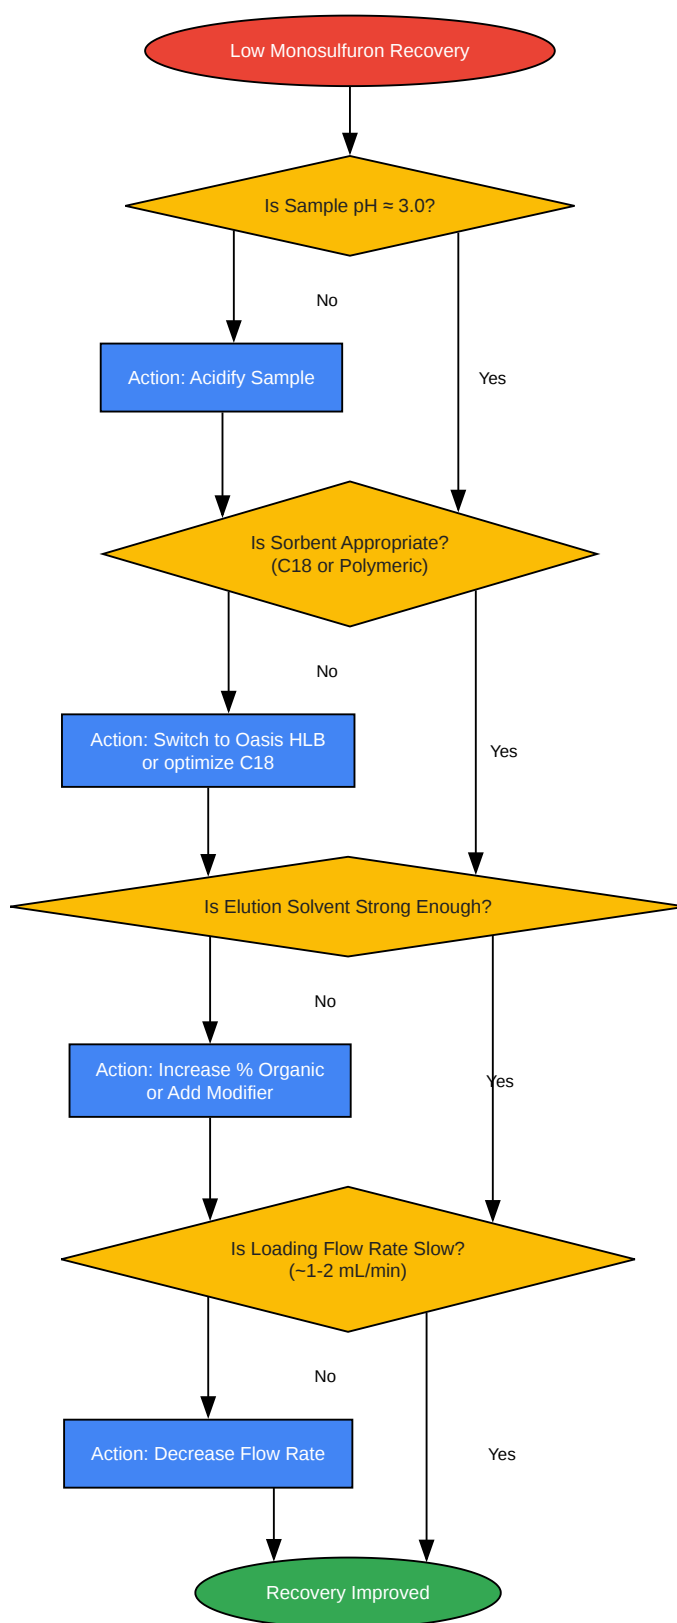 Low Monosulfuron Recovery
Is Sample pH ≈ 3.0?
No
Action: Acidify Sample
Yes
Is Sorbent Appropriate?
(C18 or Polymeric)
No
Action: Switch to Oasis HLB
or optimize C18
Yes
Is Elution Solvent Strong Enough?
No
Action: Increase % Organic
or Add Modifier
Yes
Is Loading Flow Rate Slow?
(~1-2 mL/min)
No
Action: Decrease Flow Rate
Yes
Recovery Improved